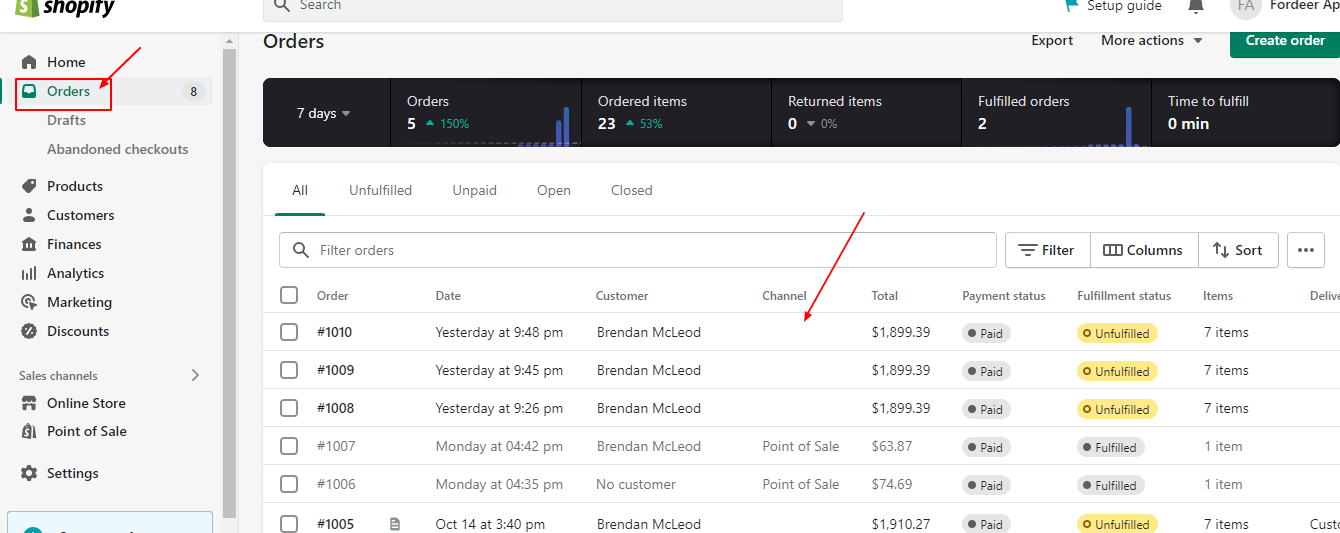 shopify
Search
Setup guide
FA
Fordeer Ap
Home
Orders
8
Drafts
Abandoned checkouts
Products
Customers
Finances
Analytics
Marketing
Discounts
Sales channels
Online Store
Point of Sale
Settings
Orders
Export
More actions
Create order
7 days
Orders
5 150%
Ordered items
23 53%
Returned items
0 0%
Fulfilled orders
2
Time to fulfill
0 min
All Unfulfilled Unpaid Open Closed
Filter orders
Filter Columns Sort
Order Date Customer Channel Total Payment status Fulfillment status Items Delive
#1010 Yesterday at 9:48 pm Brendan McLeod $1,899.39 Paid Unfulfilled 7 items
#1009 Yesterday at 9:45 pm Brendan McLeod $1,899.39 Paid Unfulfilled 7 items
#1008 Yesterday at 9:26 pm Brendan McLeod $1,899.39 Paid Unfulfilled 7 items
#1007 Monday at 04:42 pm Brendan McLeod Point of Sale $63.87 Paid Fulfilled 1 item
#1006 Monday at 04:35 pm No customer Point of Sale $74.69 Paid Fulfilled 1 item
#1005 Oct 14 at 3:40 pm Brendan McLeod $1,910.27 Paid Unfulfilled 7 items Custo